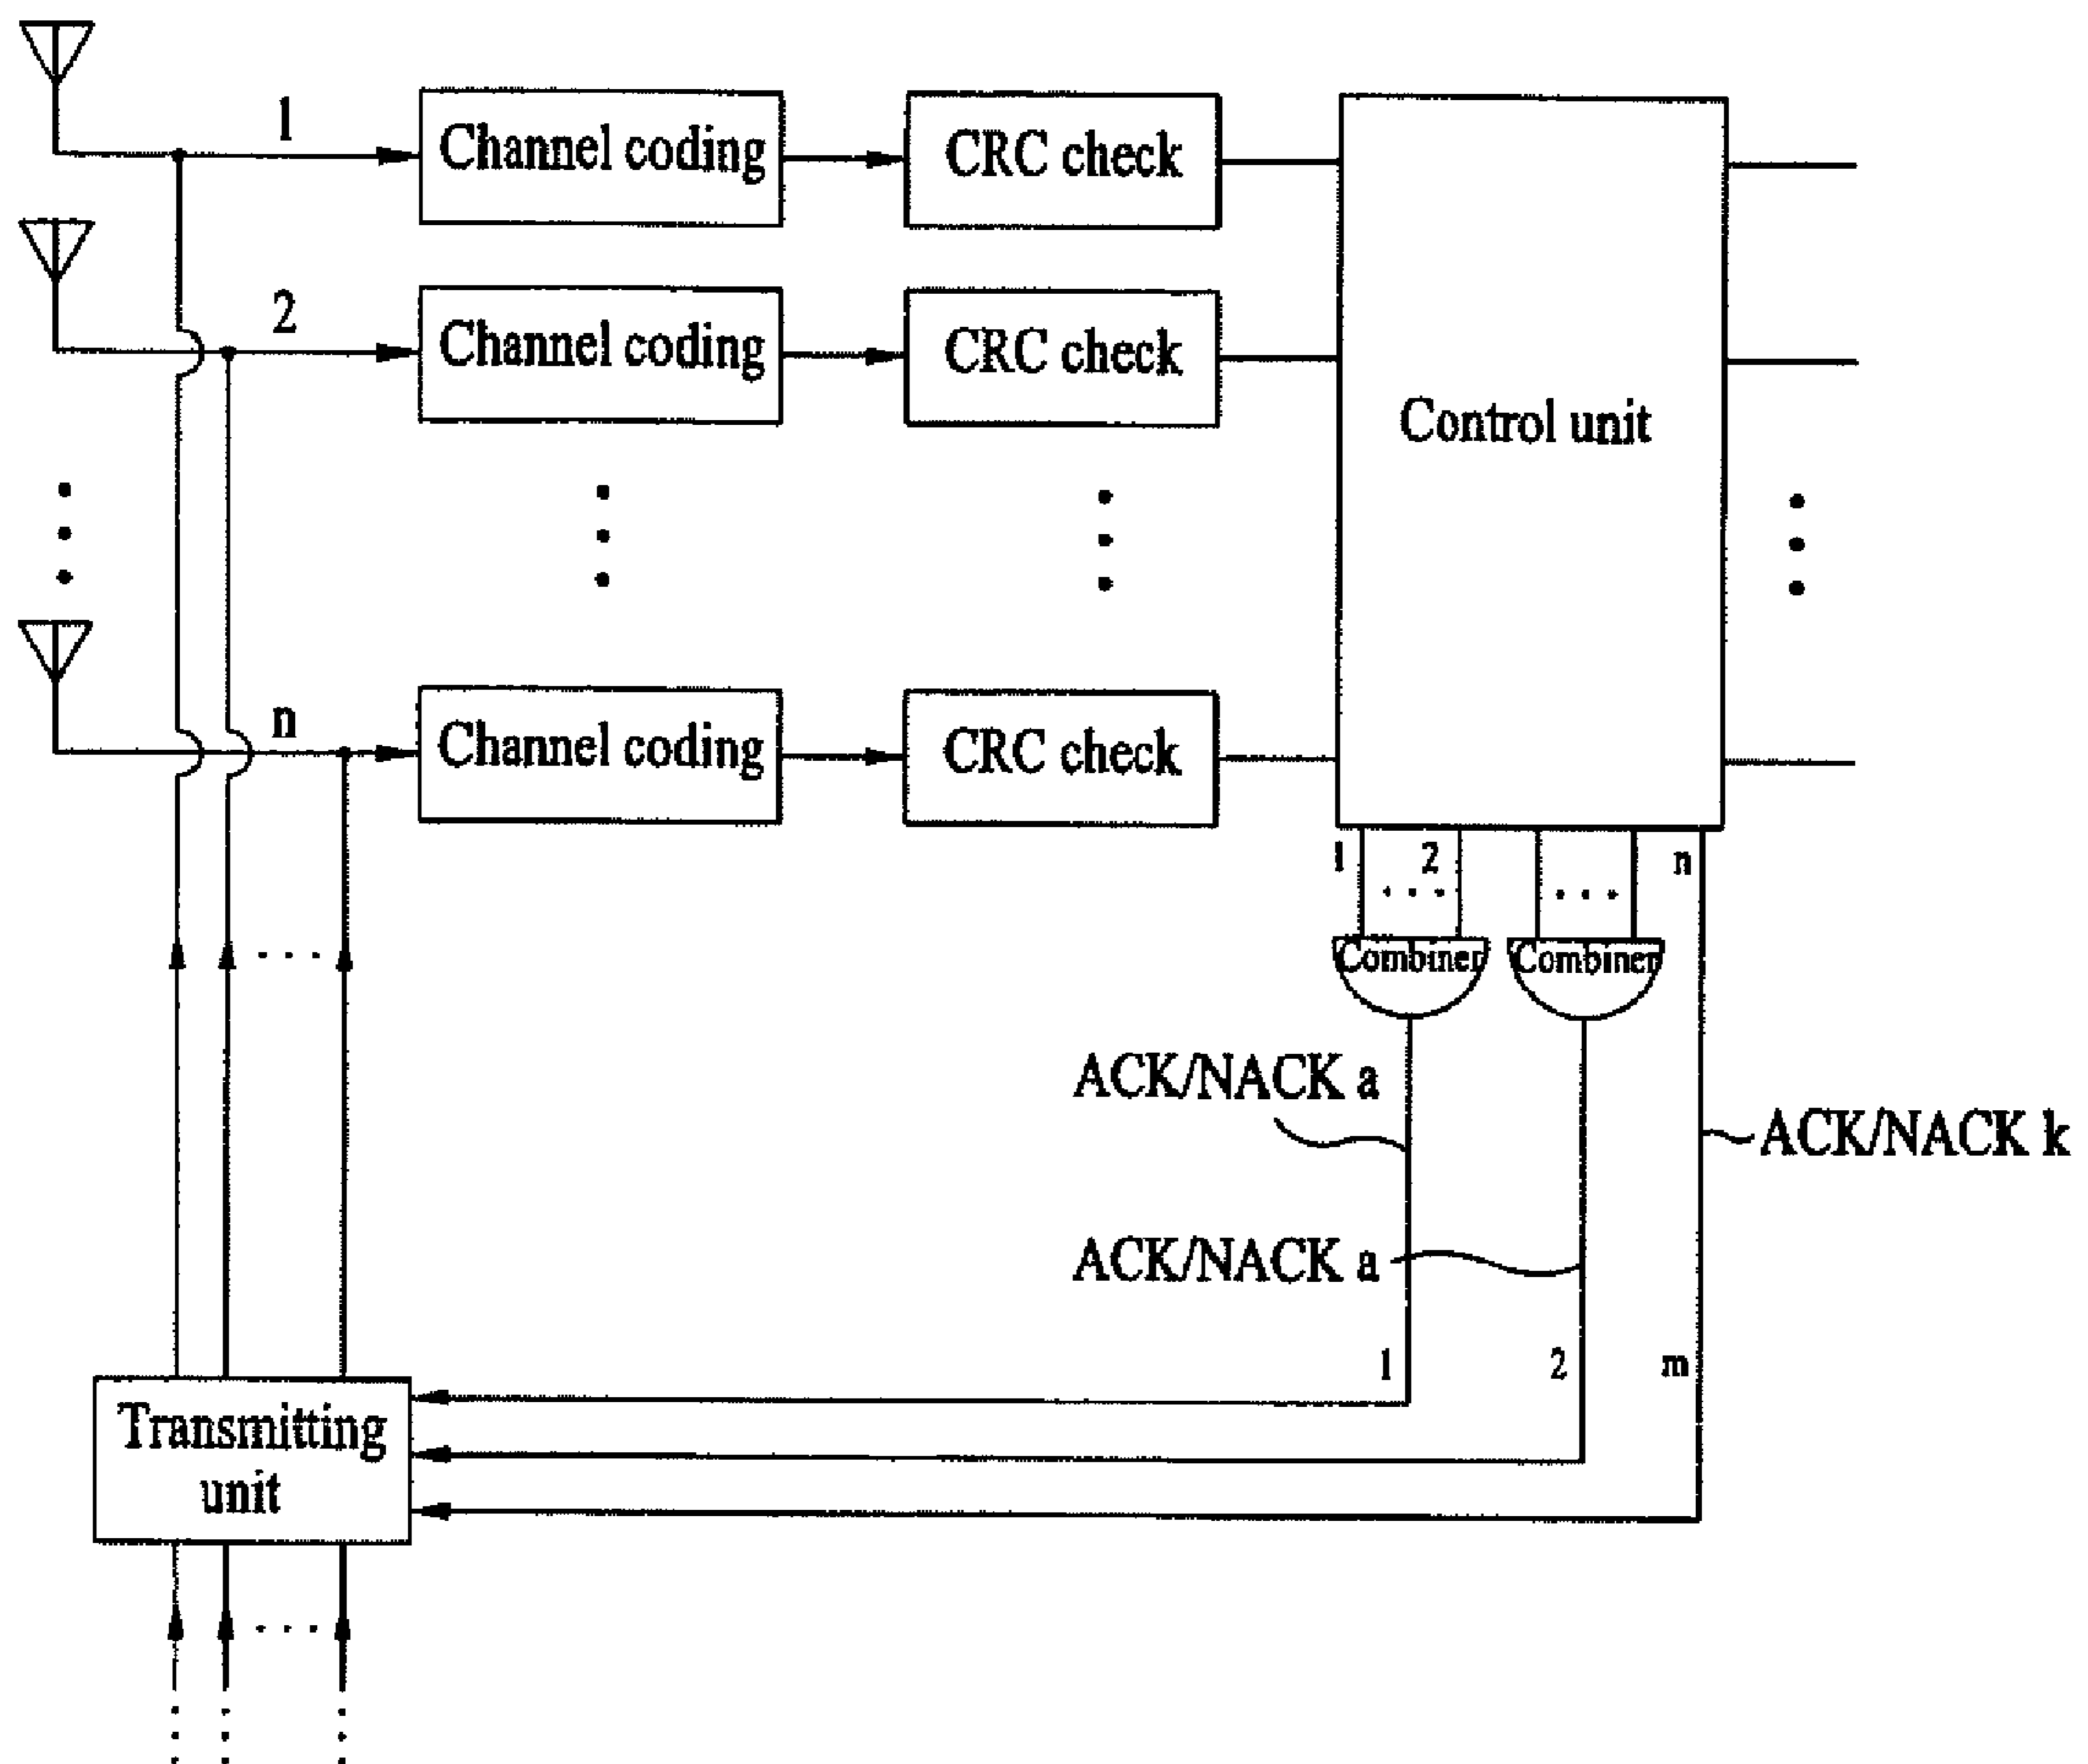 1
Channel coding
CRC check
2
Channel coding
CRC check
Control unit
n
Channel coding
CRC check
1
2
n
Combiner
Combiner
ACK/NACK a
ACK/NACK k
ACK/NACK a
1
2
m
Transmitting
unit